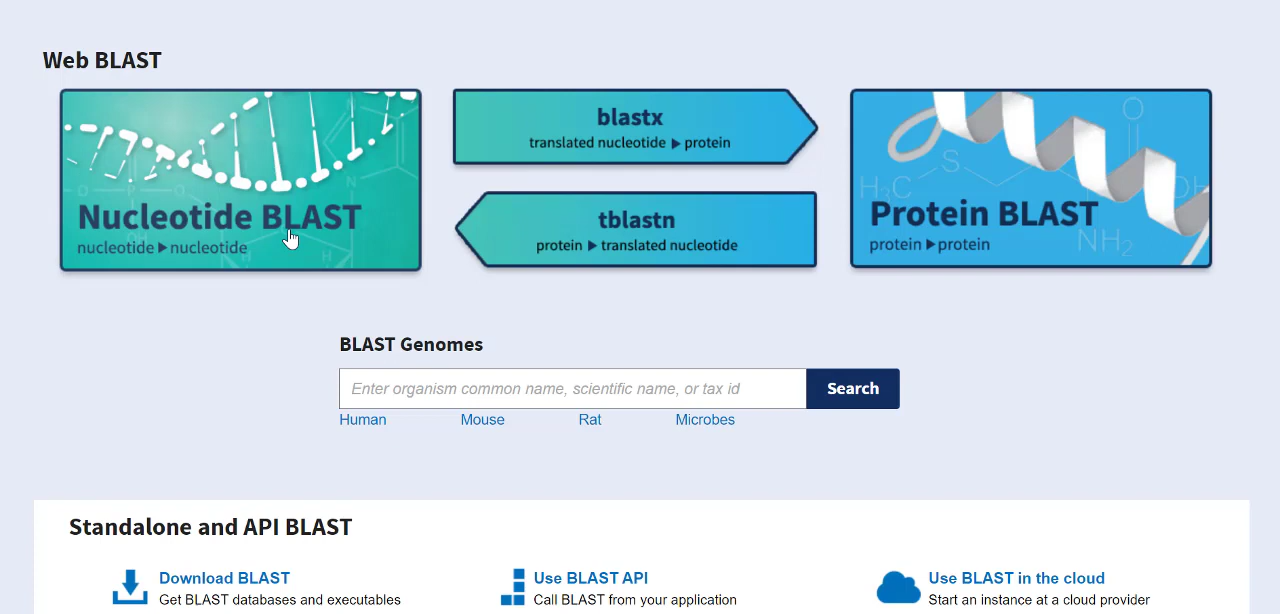 Web BLAST
Nucleotide BLAST
nucleotide ▶ nucleotide
blastx
translated nucleotide ▶ protein
tblastn
protein ▶ translated nucleotide
H₃C
S
O
OH
NH₂
Protein BLAST
protein ▶ protein
BLAST Genomes
Enter organism common name, scientific name, or tax id
Search
Human Mouse Rat Microbes
Standalone and API BLAST
Download BLAST
Get BLAST databases and executables
Use BLAST API
Call BLAST from your application
Use BLAST in the cloud
Start an instance at a cloud provider